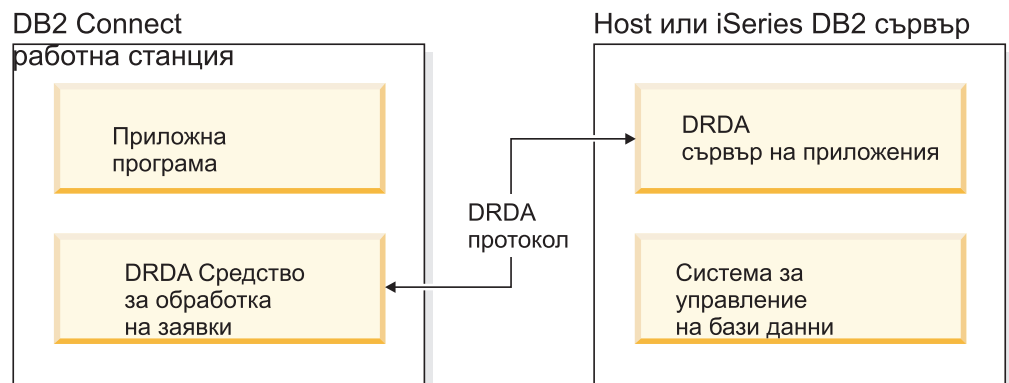 DB2 Connect
работна станция
Приложна
програма
DRDA Средство
за обработка
на заявки
DRDA
протокол
Host или iSeries DB2 сървър
DRDA
сървър на приложения
Система за
управление
на бази данни